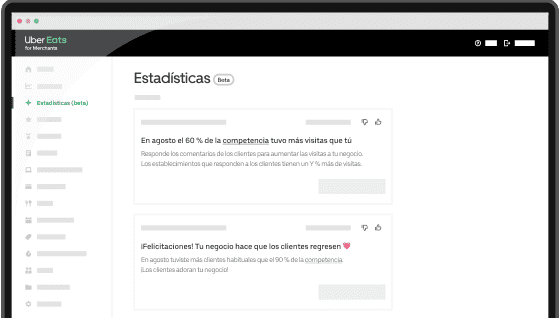 Uber Eats
for Merchants
Estadísticas (beta)
Estadísticas Beta
En agosto el 60 % de la competencia tuvo más visitas que tú
Responde los comentarios de los clientes para aumentar las visitas a tu negocio.
Los establecimientos que responden a los clientes tienen un Y % más de visitas.
¡Felicitaciones! Tu negocio hace que los clientes regresen 💗
En agosto tuviste más clientes habituales que el 90 % de la competencia.
¡Los clientes adoran tu negocio!